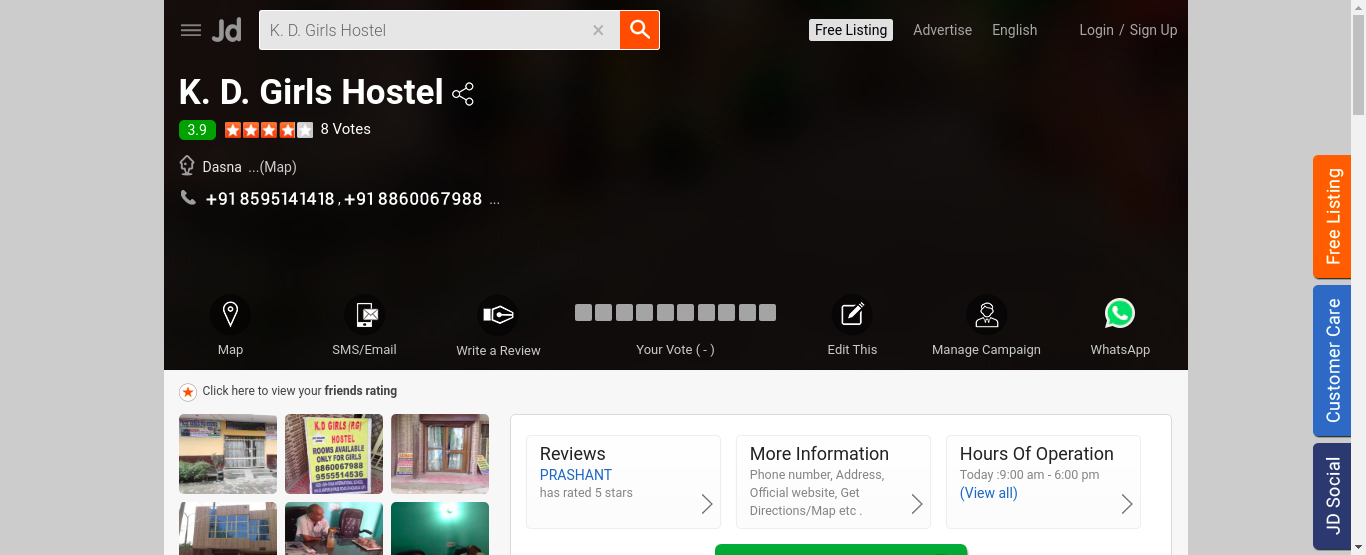 Jd
K. D. Girls Hostel
Free Listing
Advertise
English
Login / Sign Up
K. D. Girls Hostel
3.9
8 Votes
Dasna ...(Map)
+91 8595141418 , +91 8860067988 ...
Map
SMS/Email
Write a Review
Your Vote ( - )
Edit This
Manage Campaign
WhatsApp
Click here to view your friends rating
K.D GIRLS (P.G)
HOSTEL
ROOMS AVAILABLE
ONLY FOR GIRLS
8860067988
9555514536
Reviews
PRASHANT
has rated 5 stars
More Information
Phone number, Address,
Official website, Get
Directions/Map etc .
Hours Of Operation
Today :9:00 am - 6:00 pm
(View all)
Free Listing
Customer Care
JD Social